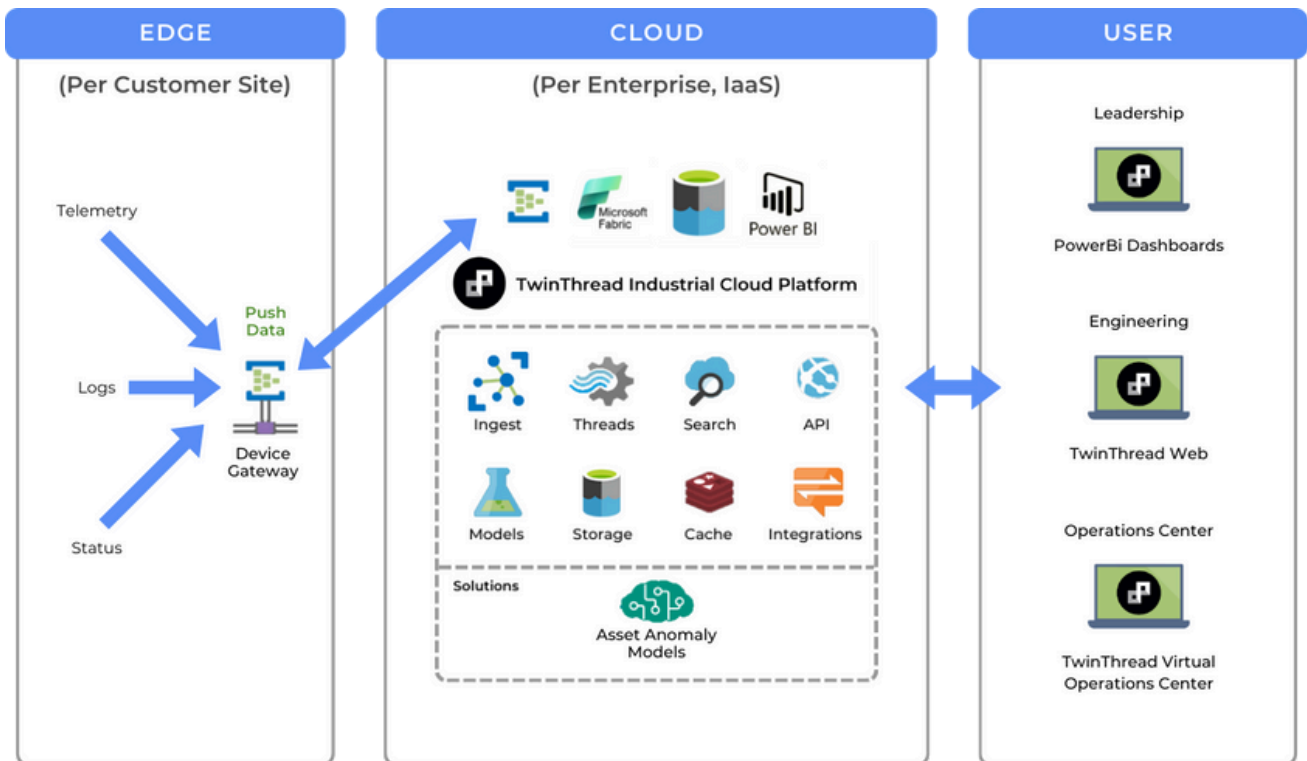 EDGE
(Per Customer Site)
Telemetry
Logs
Status
Push
Data
Device
Gateway
CLOUD
(Per Enterprise, IaaS)
Microsoft
Fabric
Power BI
TwinThread Industrial Cloud Platform
Ingest
Threads
Search
API
Models
Storage
Cache
Integrations
Solutions
Asset Anomaly
Models
USER
Leadership
PowerBi Dashboards
Engineering
TwinThread Web
Operations Center
TwinThread Virtual
Operations Center